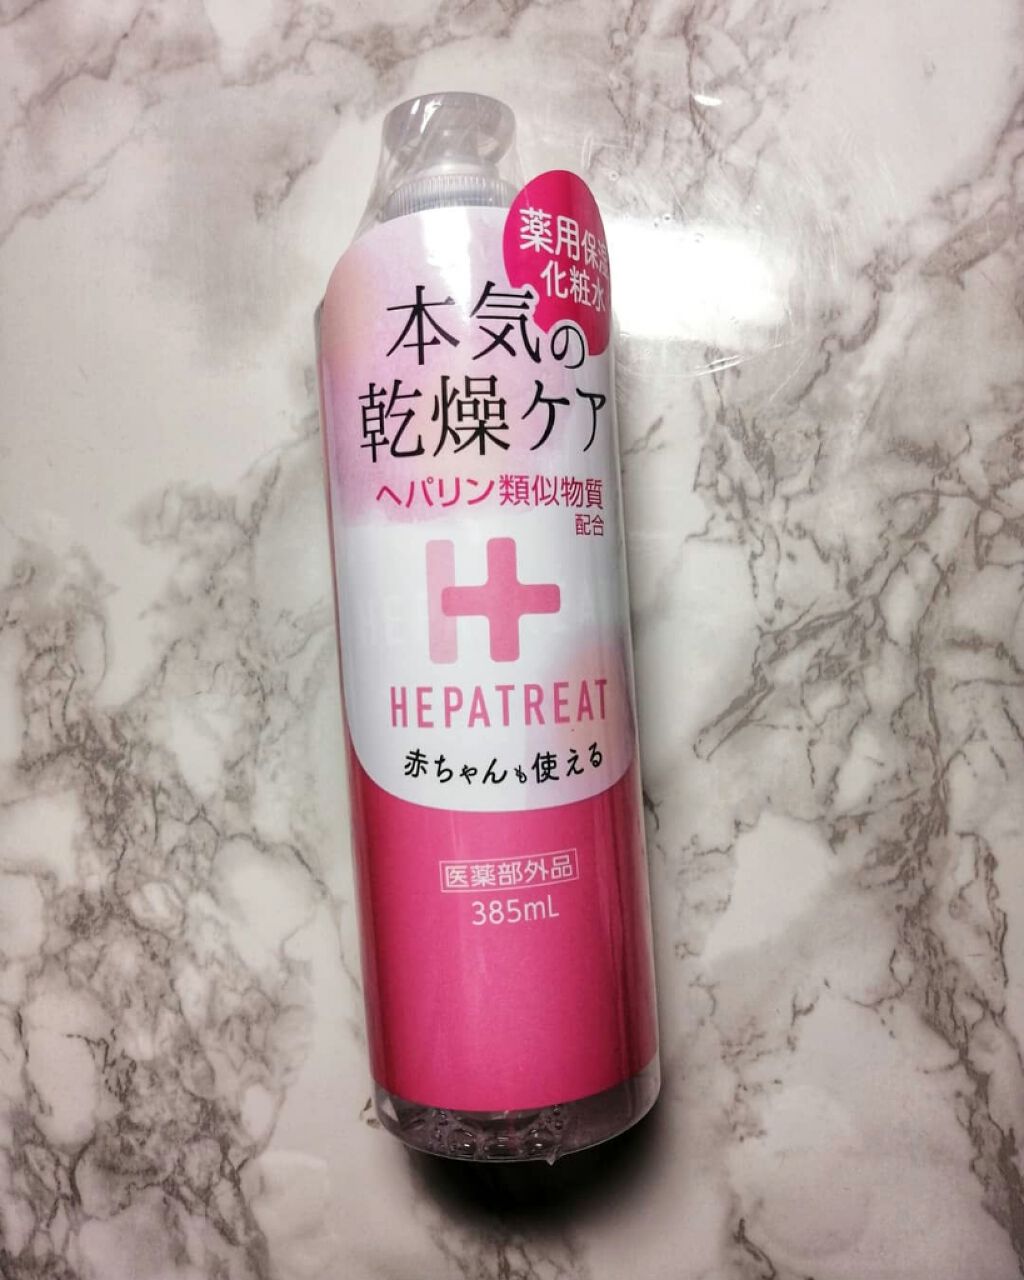 薬用保湿
化粧水
本気の
乾燥ケア
ヘパリン類似物質
配合
HEPATREAT
赤ちゃんも使える
医薬部外品
385mL